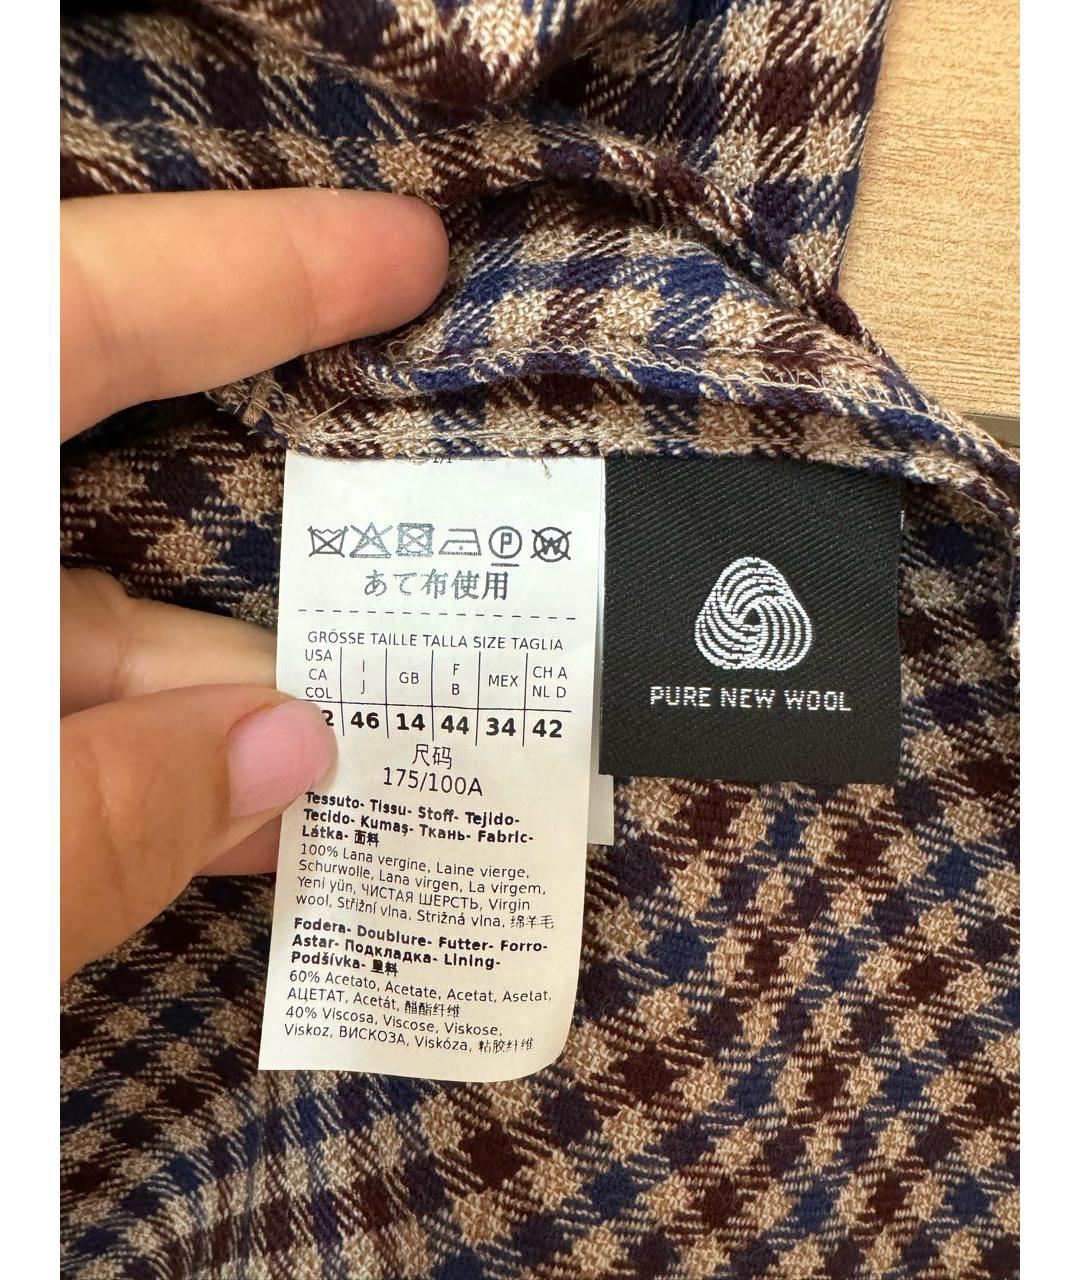 あて布使用
GRÖSSE TAILLE TALLA SIZE TAGLIA
USA CA COL I J GB F B MEX CH A NL D
2 46 14 44 34 42
尺码
175/100A
Tessuto- Tissu- Stoff- Tejido-
Tecido- Kumaş- Ткань- Fabric-
Látka- 面料
100% Lana vergine, Laine vierge,
Schurwolle, Lana virgen, La virgem,
Yeni yün, ЧИСТАЯ ШЕРСТЬ, Virgin
wool, Střižní vlna, Strižná vlna, 绵羊毛
Fodera- Doublure- Futter- Forro-
Astar- Подкладка- Lining-
Podšívka- 里料
60% Acetato, Acetate, Acetat, Asetat,
АЦЕТАТ, Acetát, 醋酯纤维
40% Viscosa, Viscose, Viskose,
Viskoz, ВИСКОЗА, Viskóza, 粘胶纤维
PURE NEW WOOL